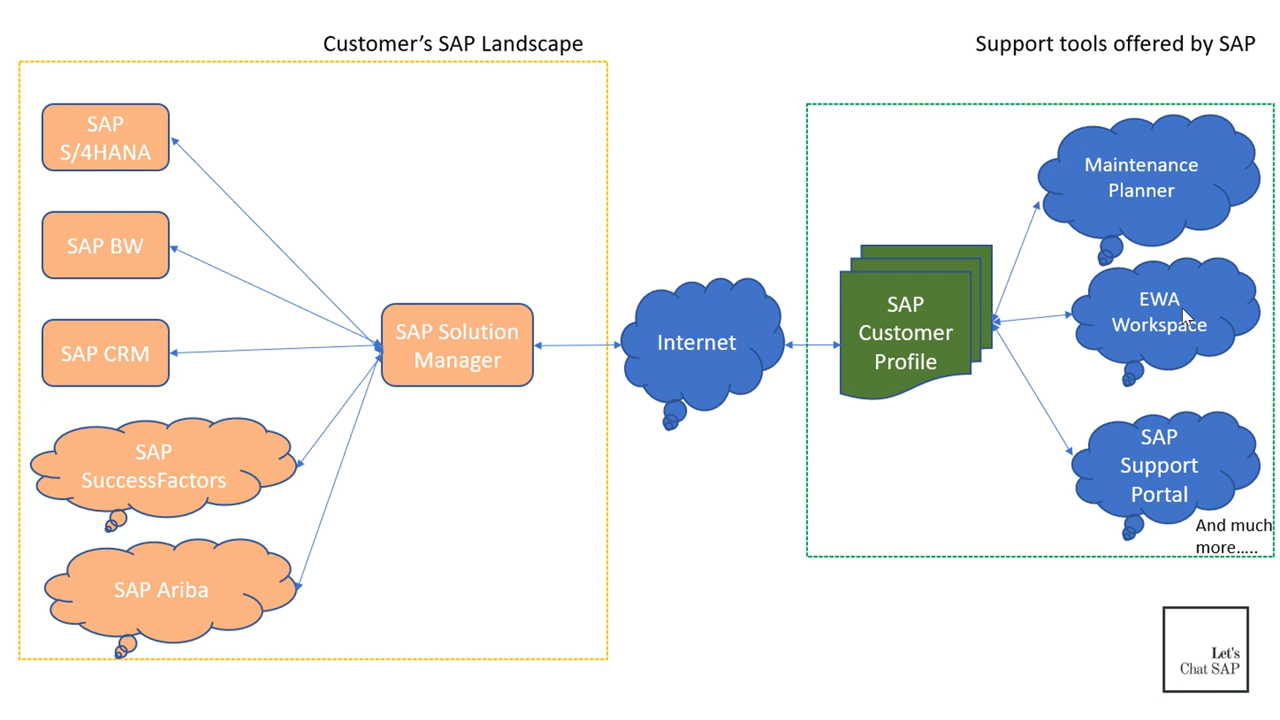 Customer’s SAP Landscape
Support tools offered by SAP
SAP
S/4HANA
SAP BW
SAP CRM
SAP
SuccessFactors
SAP Ariba
SAP Solution
Manager
Internet
SAP
Customer
Profile
Maintenance
Planner
EWA
Workspace
SAP
Support
Portal
And much
more…..
Let's
Chat SAP